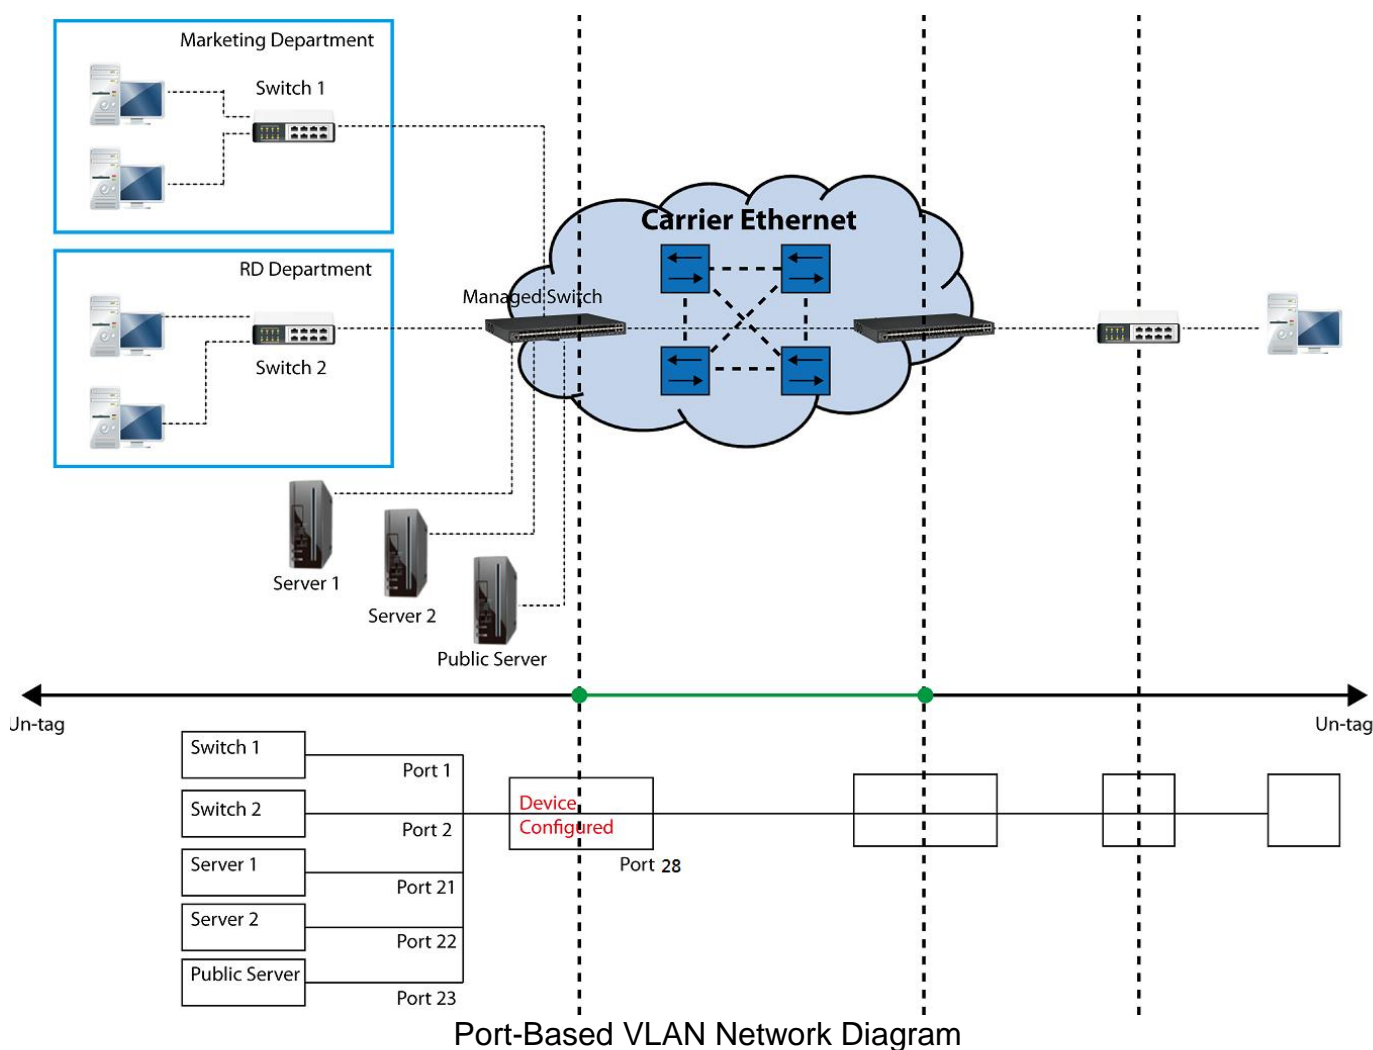 Marketing Department
Switch 1
Carrier Ethernet
RD Department
Managed Switch
Switch 2
Server 1
Server 2
Public Server
Un-tag
Un-tag
Switch 1
Port 1
Switch 2
Port 2
Device
Configured
Port 28
Server 1
Port 21
Server 2
Port 22
Public Server
Port 23
Port-Based VLAN Network Diagram